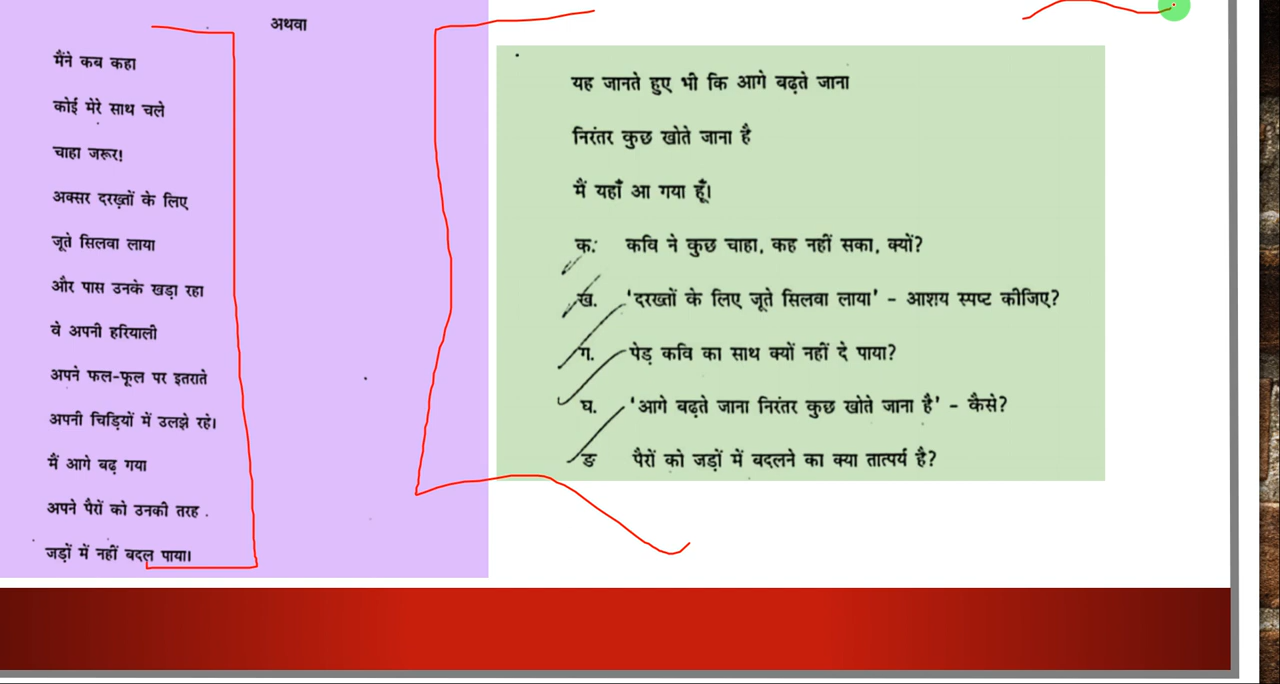 अथवा
मैंने कब कहा
कोई मेरे साथ चले
चाहा जरूर!
अक्सर दरख़्तों के लिए
जूते सिलवा लाया
और पास उनके खड़ा रहा
वे अपनी हरियाली
अपने फल-फूल पर इतराते
अपनी चिड़ियों में उलझे रहे।
मैं आगे बढ़ गया
अपने पैरों को उनकी तरह
जड़ों में नहीं बदल पाया।
यह जानते हुए भी कि आगे बढ़ते जाना
निरंतर कुछ खोते जाना है
मैं यहाँ आ गया हूँ।
क: कवि ने कुछ चाहा, कह नहीं सका, क्यों?
ख. 'दरख्तों के लिए जूते सिलवा लाया' - आशय स्पष्ट कीजिए?
ग. पेड़ कवि का साथ क्यों नहीं दे पाया?
घ. 'आगे बढ़ते जाना निरंतर कुछ खोते जाना है' - कैसे?
ङ पैरों को जड़ों में बदलने का क्या तात्पर्य है?